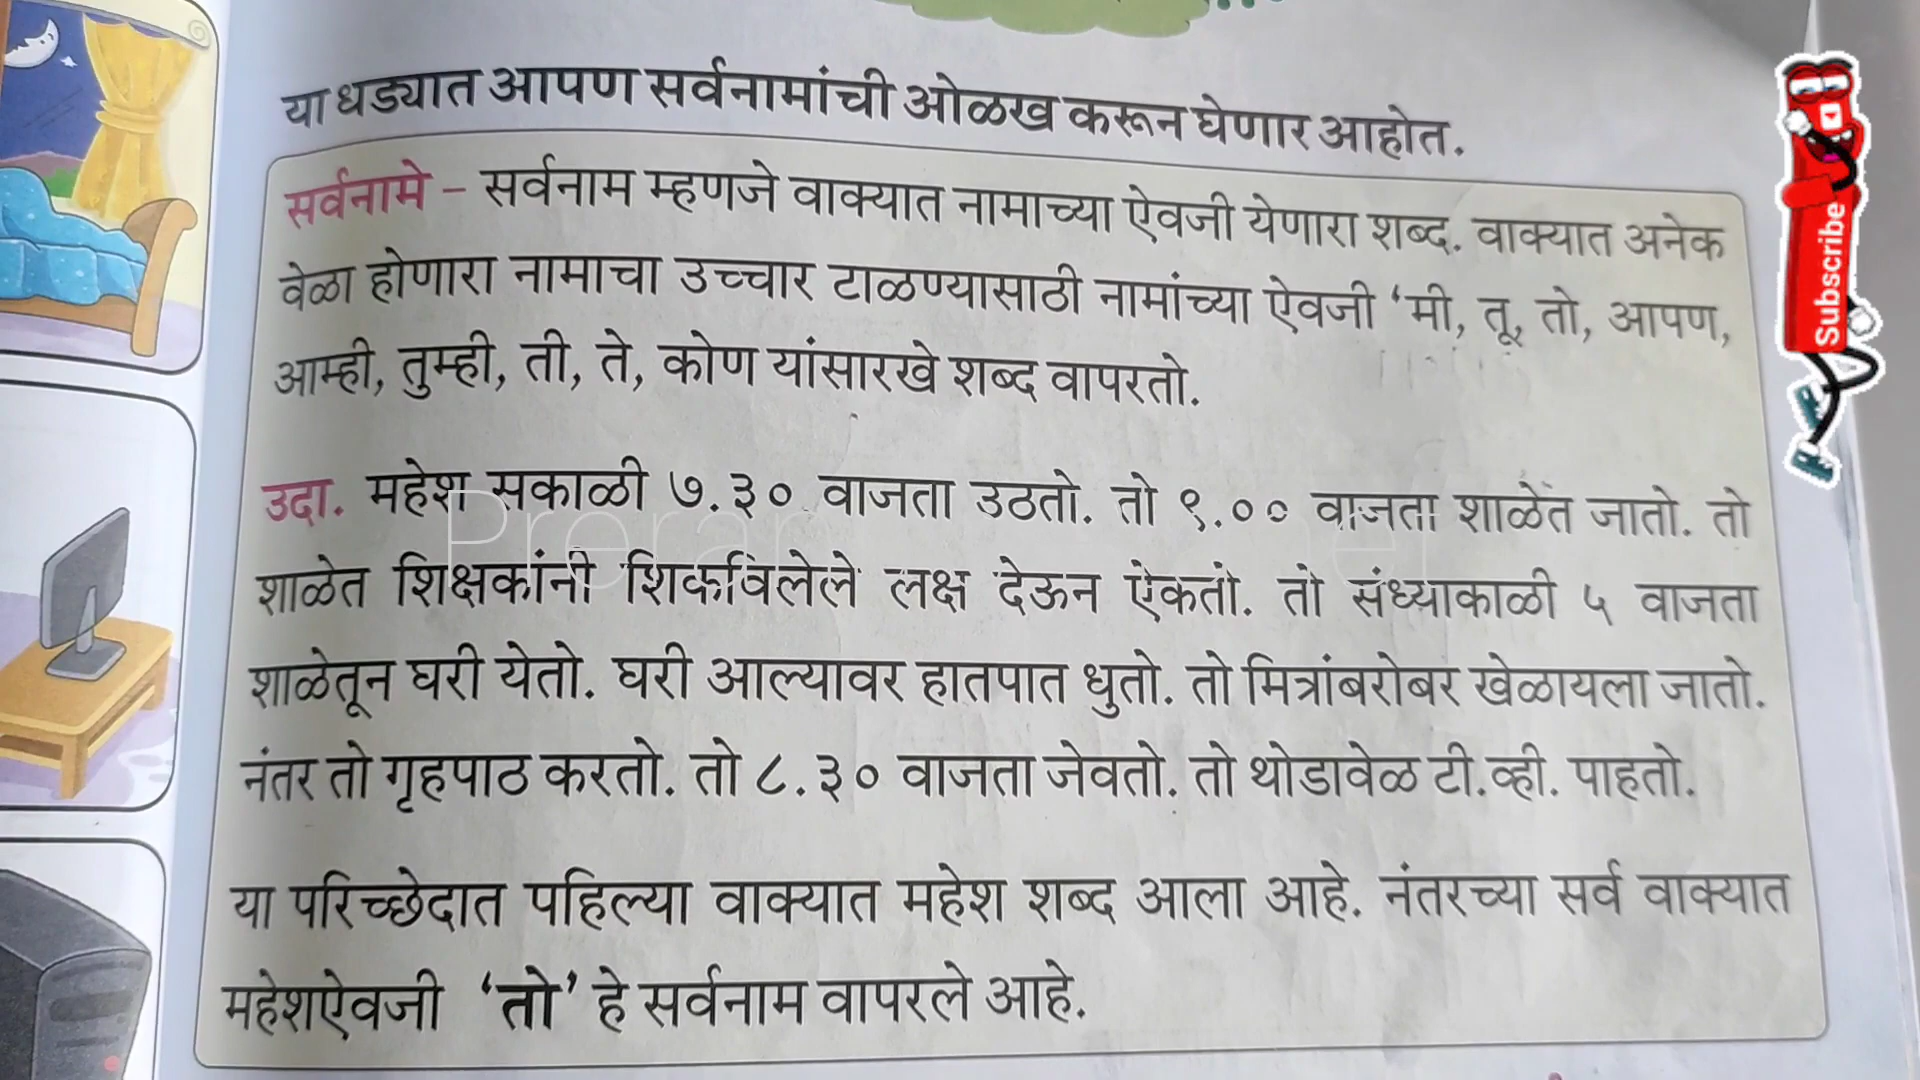 या धड्यात आपण सर्वनामांची ओळख करून घेणार आहोत.
सर्वनामे – सर्वनाम म्हणजे वाक्यात नामाच्या ऐवजी येणारा शब्द. वाक्यात अनेक
वेळा होणारा नामाचा उच्चार टाळण्यासाठी नामांच्या ऐवजी ‘मी, तू, तो, आपण,
आम्ही, तुम्ही, ती, ते, कोण यांसारखे शब्द वापरतो.
उदा. महेश सकाळी ७.३० वाजता उठतो. तो ९.०० वाजता शाळेत जातो. तो
शाळेत शिक्षकांनी शिकविलेले लक्ष देऊन ऐकतो. तो संध्याकाळी ५ वाजता
शाळेतून घरी येतो. घरी आल्यावर हातपात धुतो. तो मित्रांबरोबर खेळायला जातो.
नंतर तो गृहपाठ करतो. तो ८.३० वाजता जेवतो. तो थोडावेळ टी.व्ही. पाहतो.
या परिच्छेदात पहिल्या वाक्यात महेश शब्द आला आहे. नंतरच्या सर्व वाक्यात
महेशऐवजी ‘तो’ हे सर्वनाम वापरले आहे.
Subscribe